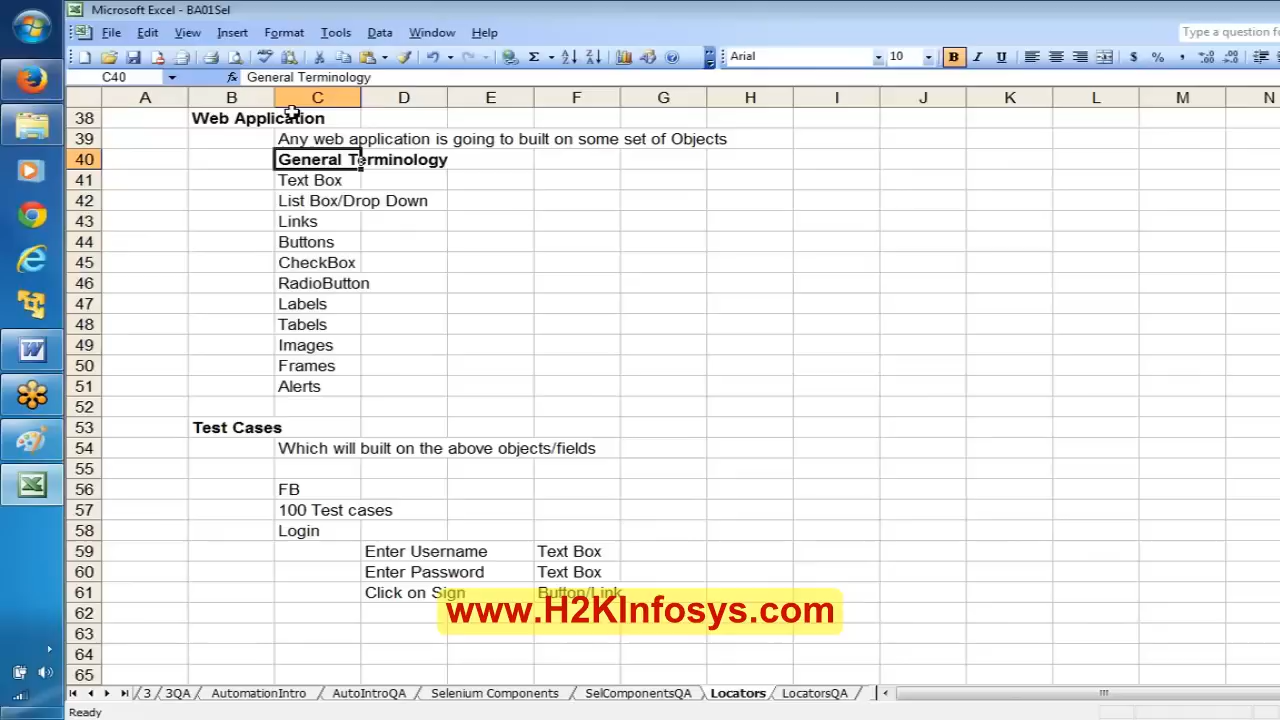 Microsoft Excel - BA01Sel
File Edit View Insert Format Tools Data Window Help
Type a question fo
Arial 10 B I U $ % ,
C40 fx General Terminology
A B C D E F G H I J K L M N
38 Web Application
39 Any web application is going to built on some set of Objects
40 General Terminology
41 Text Box
42 List Box/Drop Down
43 Links
44 Buttons
45 CheckBox
46 RadioButton
47 Labels
48 Tabels
49 Images
50 Frames
51 Alerts
52
53 Test Cases
54 Which will built on the above objects/fields
55
56 FB
57 100 Test cases
58 Login
59 Enter Username Text Box
60 Enter Password Text Box
61 Click on Sign Button/Link
62
www.H2KInfosys.com
63
64
65
3 3QA AutomationIntro AutoIntroQA Selenium Components SelComponentsQA Locators LocatorsQA
Ready